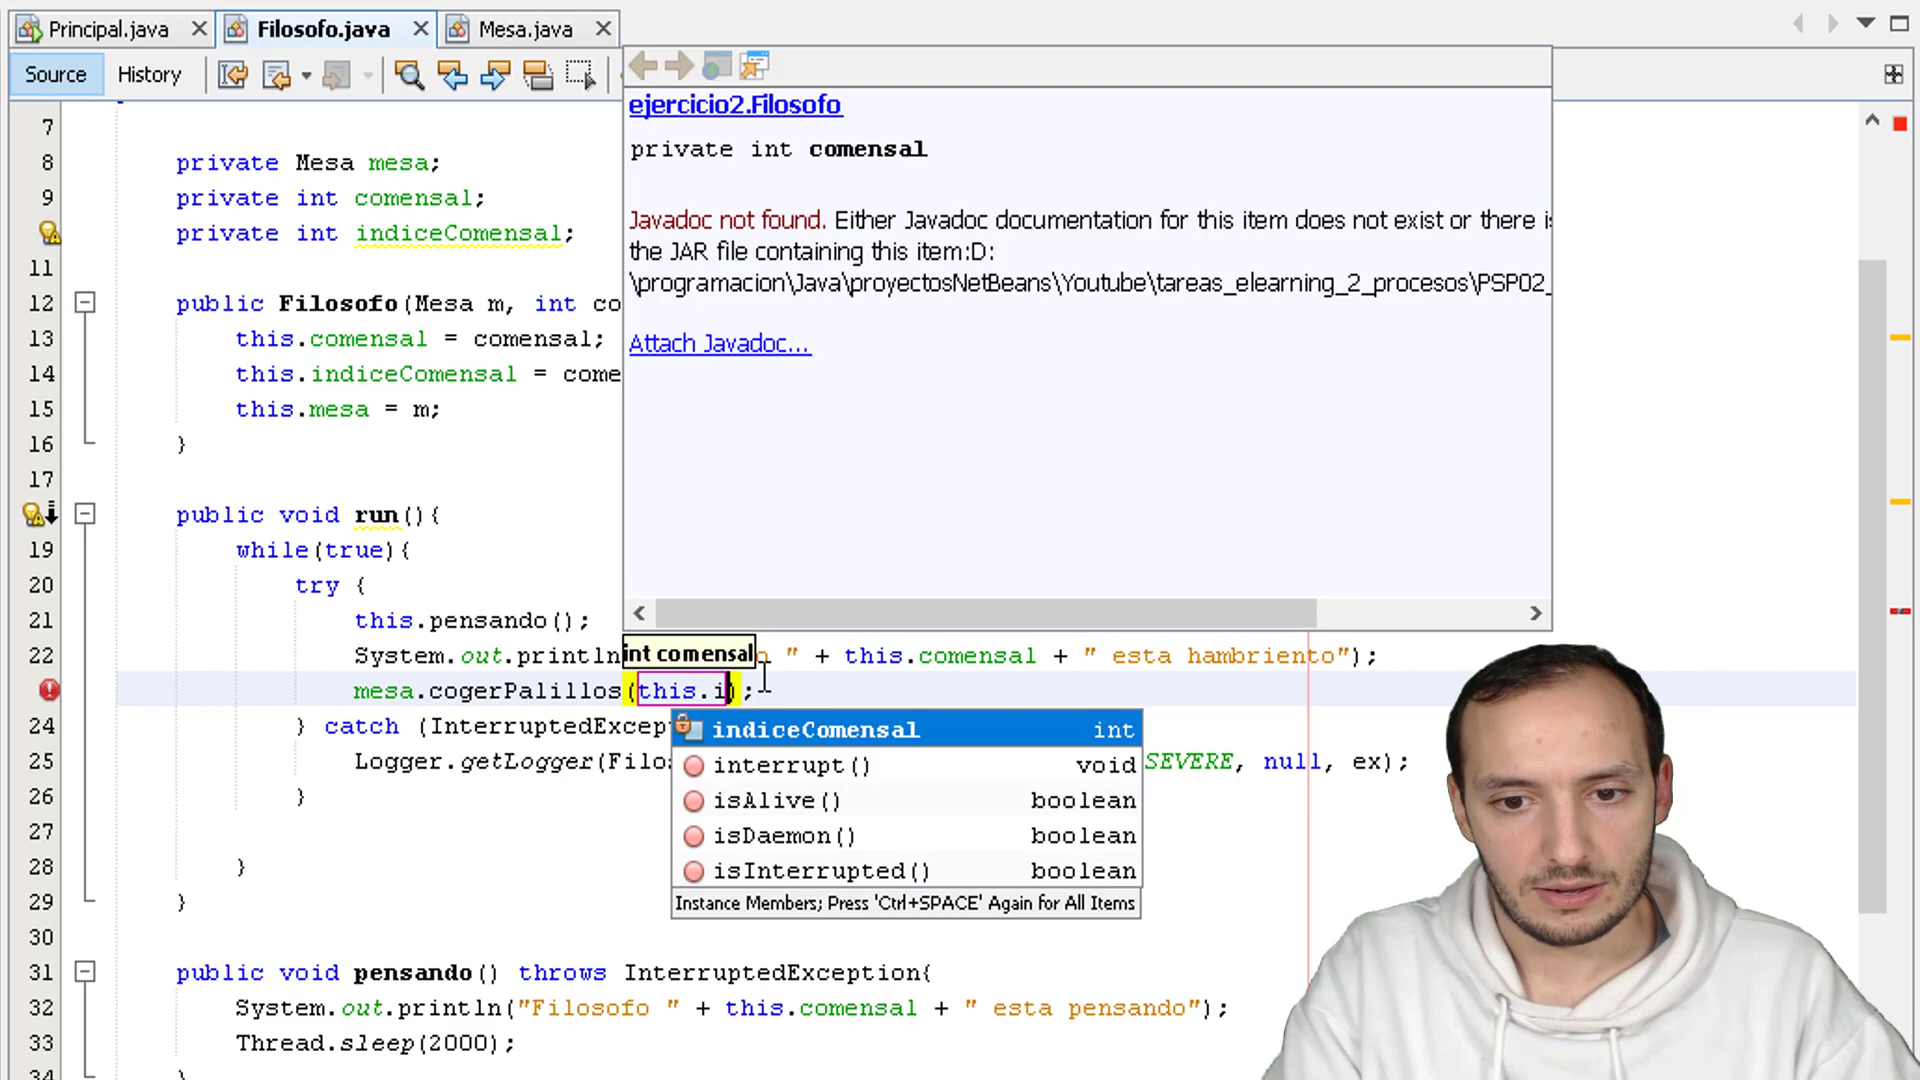 Principal.java
Filosofo.java
Mesa.java
Source
History
ejercicio2.Filosofo
private int comensal
Javadoc not found. Either Javadoc documentation for this item does not exist or there is
the JAR file containing this item:D:
\programacion\Java\proyectosNetBeans\Youtube\tareas_elearning_2_procesos\PSP02_
Attach Javadoc...
7
8 private Mesa mesa;
9 private int comensal;
private int indiceComensal;
11
12 public Filosofo(Mesa m, int co
13 this.comensal = comensal;
14 this.indiceComensal = come
15 this.mesa = m;
16 }
17
public void run(){
19 while(true){
20 try {
21 this.pensando();
22 System.out.println int comensal " + this.comensal + " esta hambriento");
mesa.cogerPalillos(this.i);
indiceComensal int
interrupt() void
isAlive() boolean
isDaemon() boolean
isInterrupted() boolean
Instance Members; Press 'Ctrl+SPACE' Again for All Items
24 } catch (InterruptedExcep
25 Logger.getLogger(Filo SEVERE, null, ex);
26 }
27
28 }
29 }
30
31 public void pensando() throws InterruptedException{
32 System.out.println("Filosofo " + this.comensal + " esta pensando");
33 Thread.sleep(2000);
34 }